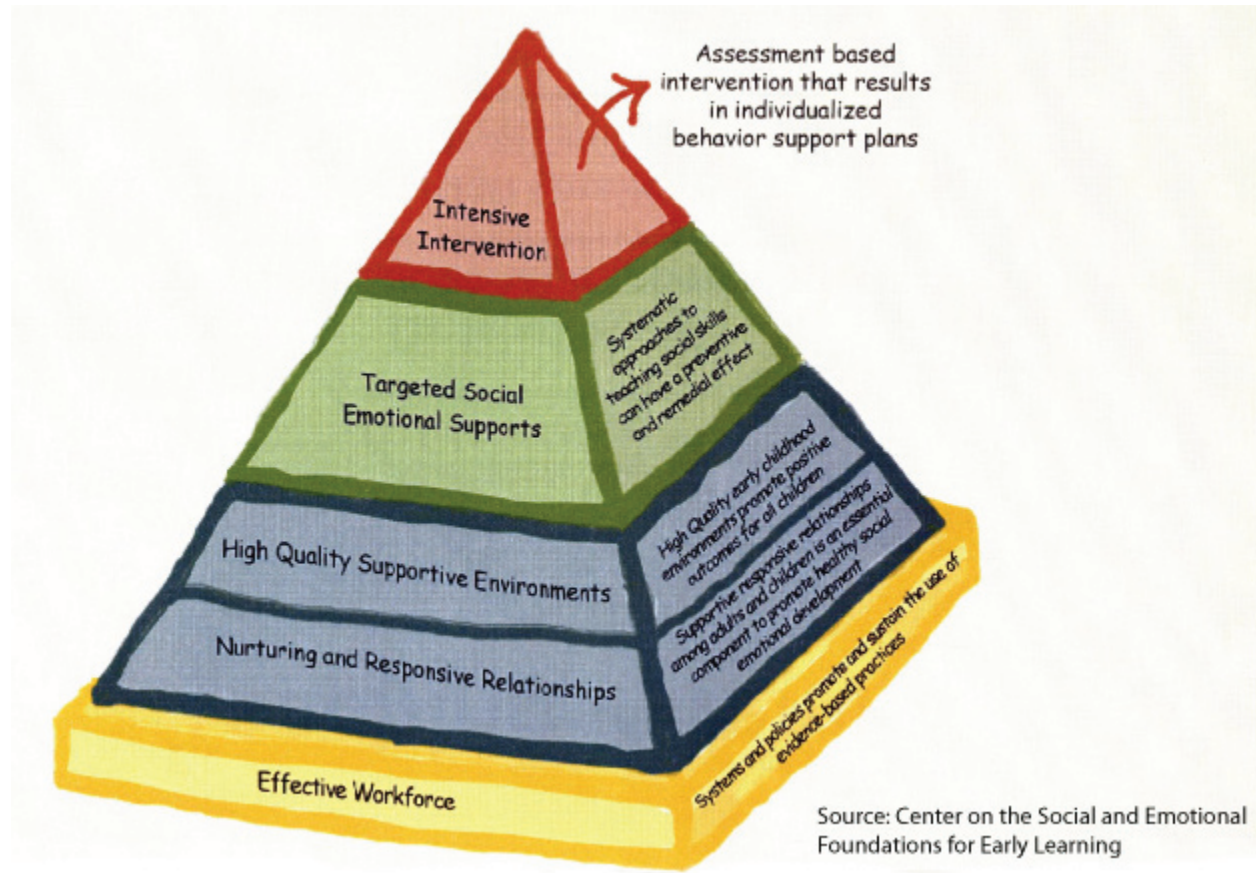 Assessment based
intervention that results
in individualized
behavior support plans
Intensive
Intervention
Systematic
approaches to
teaching social skills
can have a preventive
and remedial effect
Targeted Social
Emotional Supports
High Quality early childhood
environments promote positive
outcomes for all children
High Quality Supportive Environments
Supportive responsive relationships
among adults and children is an essential
component to promote healthy social
emotional development
Nurturing and Responsive Relationships
Systems and policies promote and sustain the use of
evidence-based practices
Effective Workforce
Source: Center on the Social and Emotional
Foundations for Early Learning